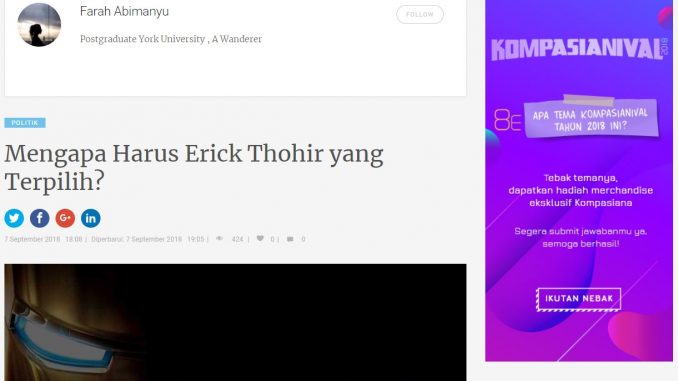 Farah Abimanyu
FOLLOW
Postgraduate York University , A Wanderer
POLITIK
Mengapa Harus Erick Thohir yang
Terpilih?
7 September 2018 18:08 | Diperbarui: 7 September 2018 19:05 | 424 | 0 | 0
KOMPASIANIVAL 2018
APA TEMA KOMPASIANIVAL
TAHUN 2018 INI?
Tebak temanya,
dapatkan hadiah merchandise
eksklusif Kompasiana
Segera submit jawabanmu ya,
semoga berhasil!
IKUTAN NEBAK